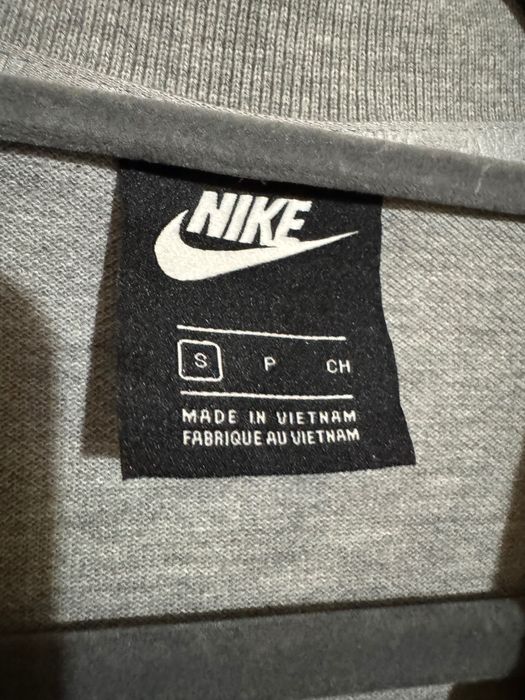 NIKE
S P CH
MADE IN VIETNAM
FABRIQUE AU VIETNAM